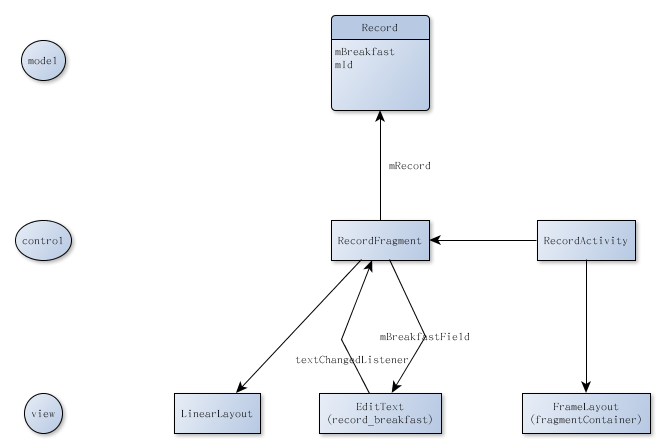 Record
mBreakfast
mId
model
mRecord
control
RecordFragment
RecordActivity
mBreakfastField
textChangedListener
view
LinearLayout
EditText
(record_breakfast)
FrameLayout
(fragmentContainer)